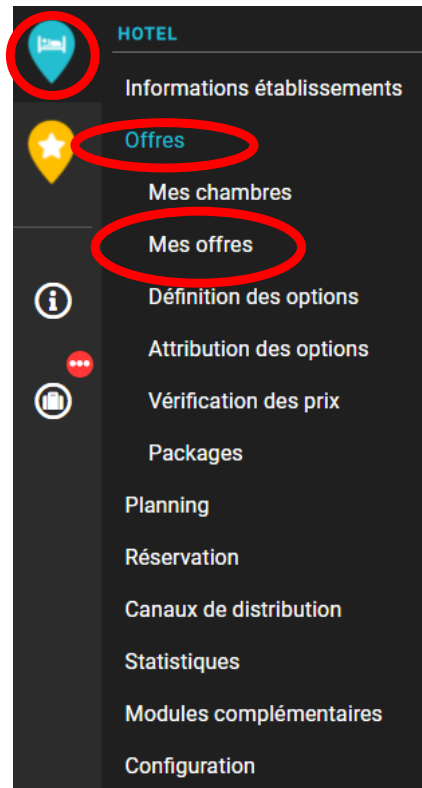 HOTEL
Informations établissements
Offres
Mes chambres
Mes offres
Définition des options
Attribution des options
Vérification des prix
Packages
Planning
Réservation
Canaux de distribution
Statistiques
Modules complémentaires
Configuration